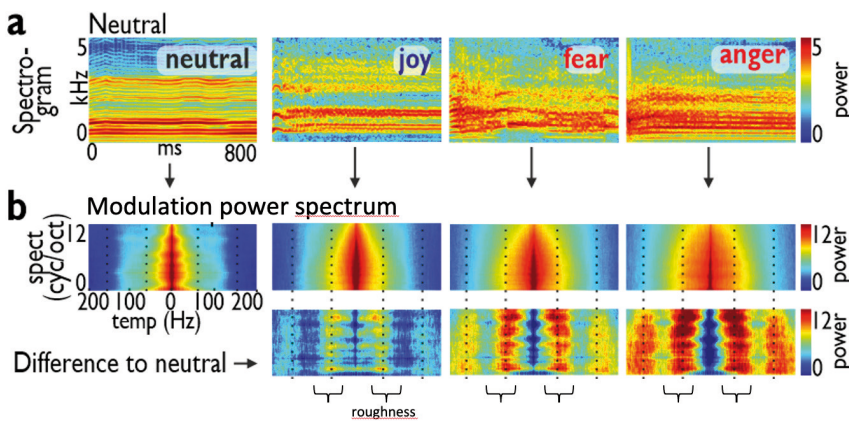 a
Neutral
Spectro-
gram
kHz
5
0
neutral
joy
fear
anger
5
0
power
0
ms
800
b
Modulation power spectrum
spect
(cyc/oct)
12
0
200 100 0 100 200
temp (Hz)
12
0
power
Difference to neutral →
12
0
power
roughness